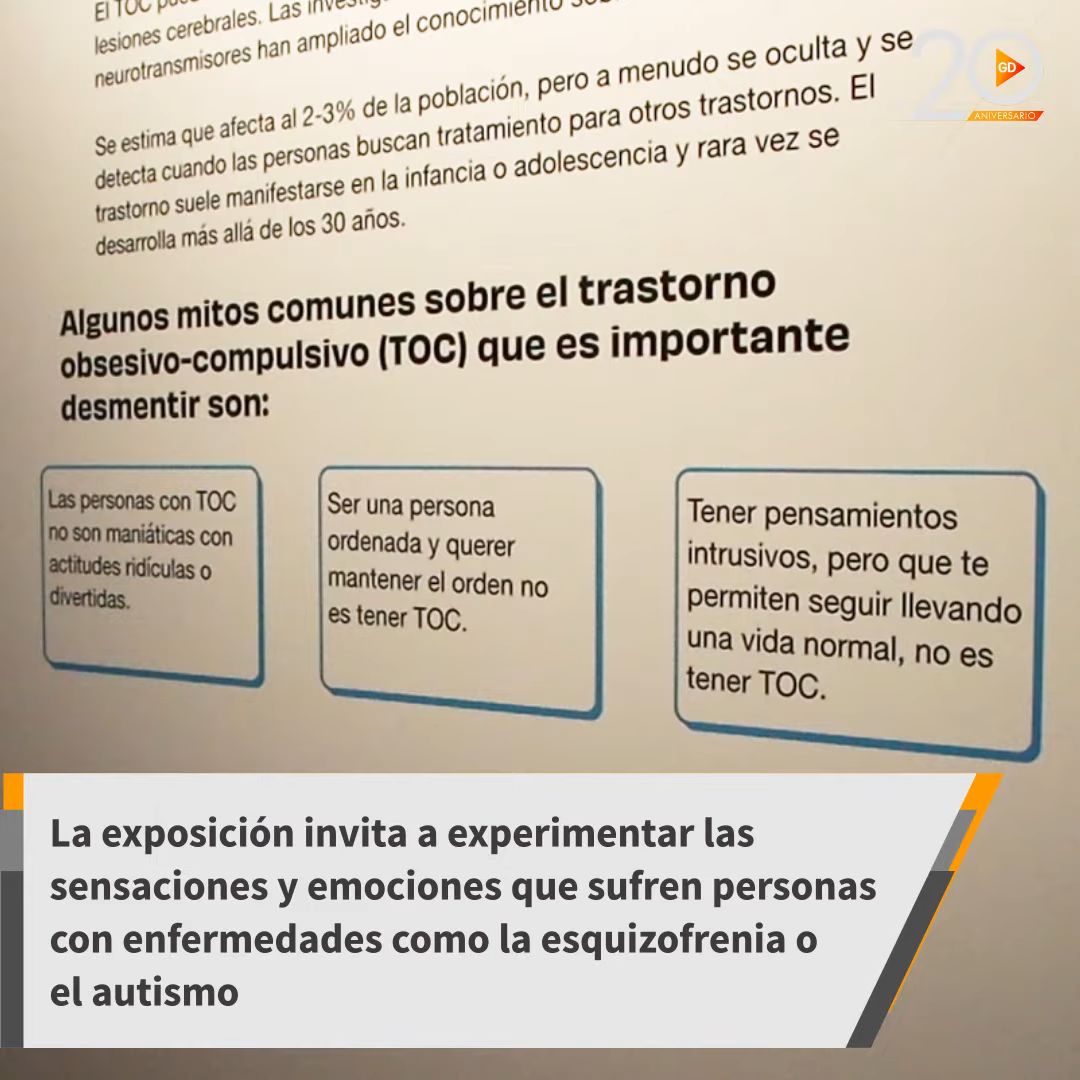 El TOC
lesiones cerebrales. Las
neurotransmisores han ampliado el conocimiento
Se estima que afecta al 2-3% de la población, pero a menudo se oculta y se
detecta cuando las personas buscan tratamiento para otros trastornos. El
trastorno suele manifestarse en la infancia o adolescencia y rara vez se
desarrolla más allá de los 30 años.
Algunos mitos comunes sobre el trastorno
obsesivo-compulsivo (TOC) que es importante
desmentir son:
Las personas con TOC
no son maniáticas con
actitudes ridículas o
divertidas.
Ser una persona
ordenada y querer
mantener el orden no
es tener TOC.
Tener pensamientos
intrusivos, pero que te
permiten seguir llevando
una vida normal, no es
tener TOC.
20
GD
ANIVERSARIO
La exposición invita a experimentar las
sensaciones y emociones que sufren personas
con enfermedades como la esquizofrenia o
el autismo